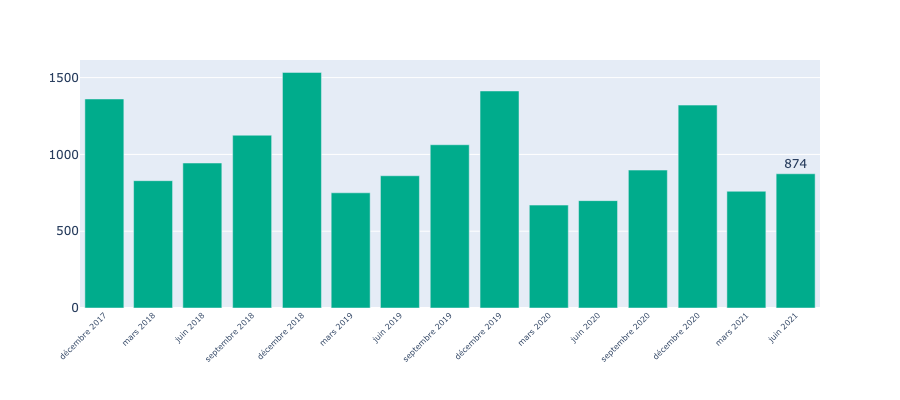 1500
1000
500
0
874
décembre 2017
mars 2018
juin 2018
septembre 2018
décembre 2018
mars 2019
juin 2019
septembre 2019
décembre 2019
mars 2020
juin 2020
septembre 2020
décembre 2020
mars 2021
juin 2021